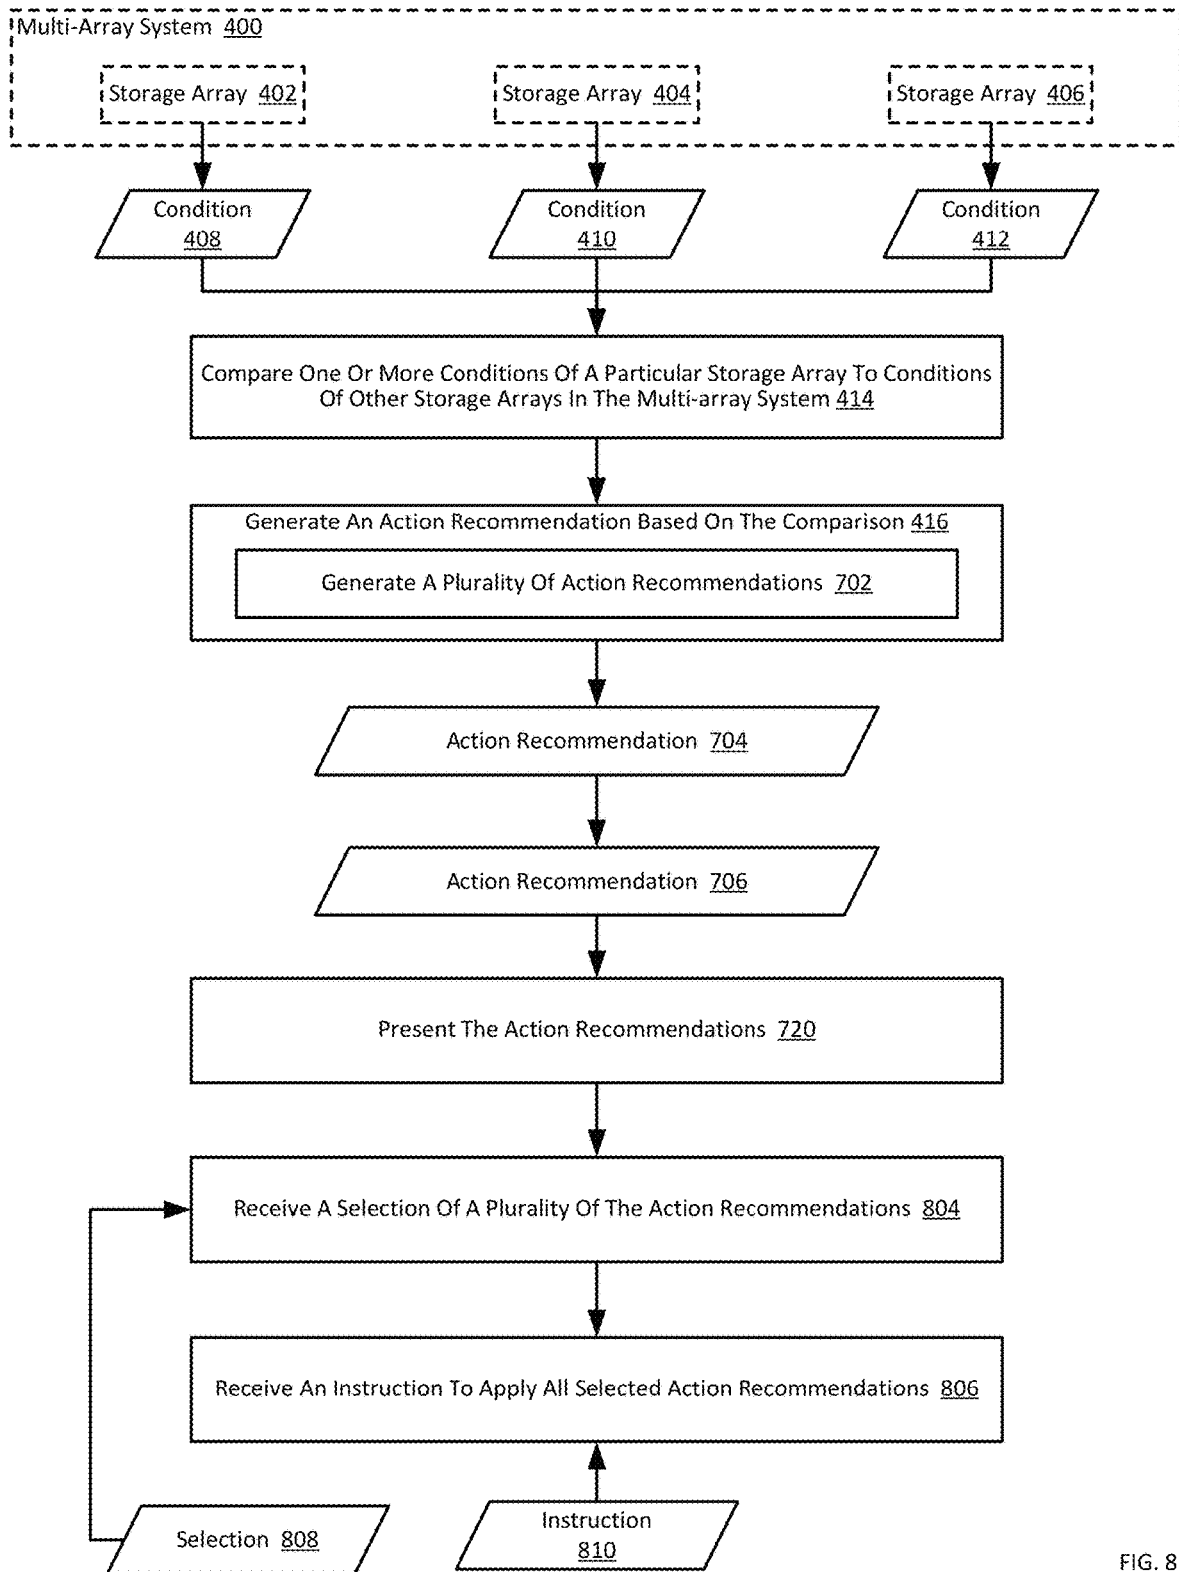 Multi-Array System 400
Storage Array 402
Storage Array 404
Storage Array 406
Condition
408
Condition
410
Condition
412
Compare One Or More Conditions Of A Particular Storage Array To Conditions
Of Other Storage Arrays In The Multi-array System 414
Generate An Action Recommendation Based On The Comparison 416
Generate A Plurality Of Action Recommendations 702
Action Recommendation 704
Action Recommendation 706
Present The Action Recommendations 720
Receive A Selection Of A Plurality Of The Action Recommendations 804
Receive An Instruction To Apply All Selected Action Recommendations 806
Selection 808
Instruction
810
FIG. 8